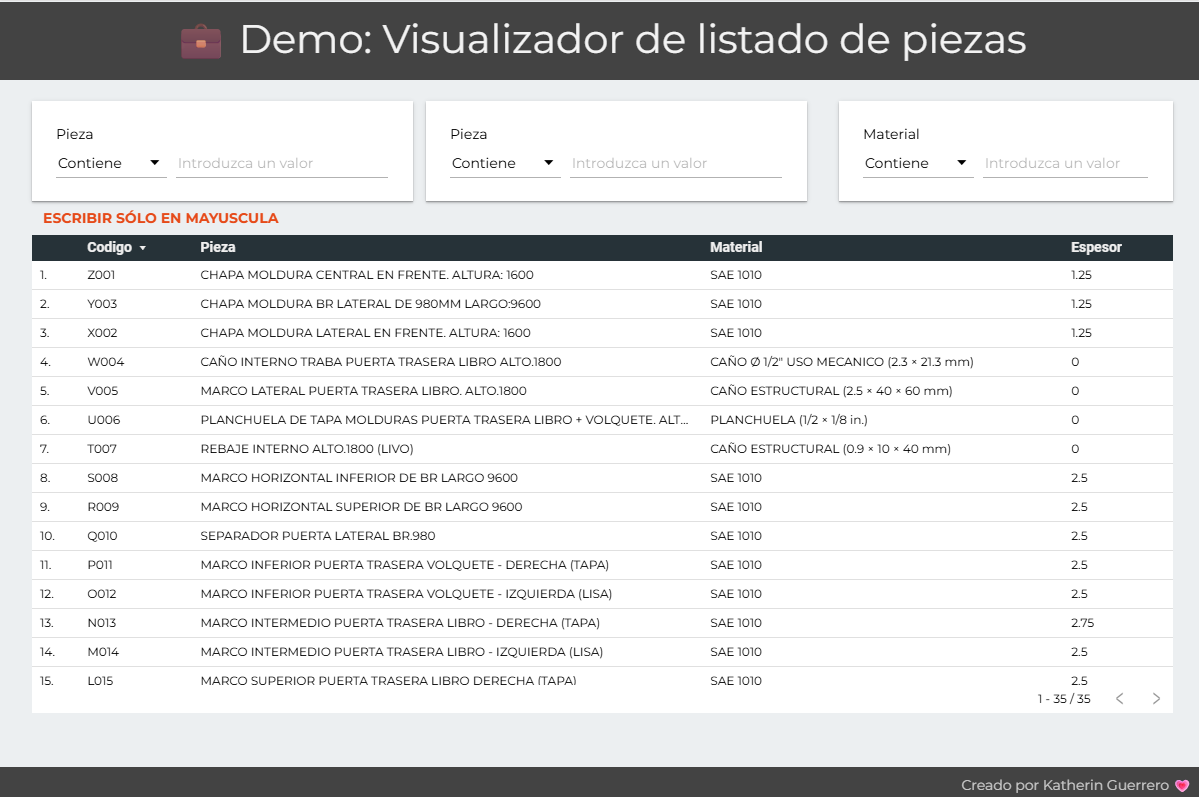 Demo: Visualizador de listado de piezas
Pieza Pieza Material
Contiene Introduzca un valor Contiene Introduzca un valor Contiene Introduzca un valor
ESCRIBIR SÓLO EN MAYUSCULA
Codigo Pieza Material Espesor
1. Z001 CHAPA MOLDURA CENTRAL EN FRENTE. ALTURA: 1600 SAE 1010 1.25
2. Y003 CHAPA MOLDURA BR LATERAL DE 980MM LARGO:9600 SAE 1010 1.25
3. X002 CHAPA MOLDURA LATERAL EN FRENTE. ALTURA: 1600 SAE 1010 1.25
4. W004 CAÑO INTERNO TRABA PUERTA TRASERA LIBRO ALTO.1800 CAÑO Ø 1/2" USO MECANICO (2.3 × 21.3 mm) 0
5. V005 MARCO LATERAL PUERTA TRASERA LIBRO. ALTO.1800 CAÑO ESTRUCTURAL (2.5 × 40 × 60 mm) 0
6. U006 PLANCHUELA DE TAPA MOLDURAS PUERTA TRASERA LIBRO + VOLQUETE. ALT... PLANCHUELA (1/2 × 1/8 in.) 0
7. T007 REBAJE INTERNO ALTO.1800 (LIVO) CAÑO ESTRUCTURAL (0.9 × 10 × 40 mm) 0
8. S008 MARCO HORIZONTAL INFERIOR DE BR LARGO 9600 SAE 1010 2.5
9. R009 MARCO HORIZONTAL SUPERIOR DE BR LARGO 9600 SAE 1010 2.5
10. Q010 SEPARADOR PUERTA LATERAL BR.980 SAE 1010 2.5
11. P011 MARCO INFERIOR PUERTA TRASERA VOLQUETE - DERECHA (TAPA) SAE 1010 2.5
12. O012 MARCO INFERIOR PUERTA TRASERA VOLQUETE - IZQUIERDA (LISA) SAE 1010 2.5
13. N013 MARCO INTERMEDIO PUERTA TRASERA LIBRO - DERECHA (TAPA) SAE 1010 2.75
14. M014 MARCO INTERMEDIO PUERTA TRASERA LIBRO - IZQUIERDA (LISA) SAE 1010 2.5
15. L015 MARCO SUPERIOR PUERTA TRASERA LIBRO DERECHA (TAPA) SAE 1010 2.5
1 - 35 / 35
Creado por Katherin Guerrero 💗